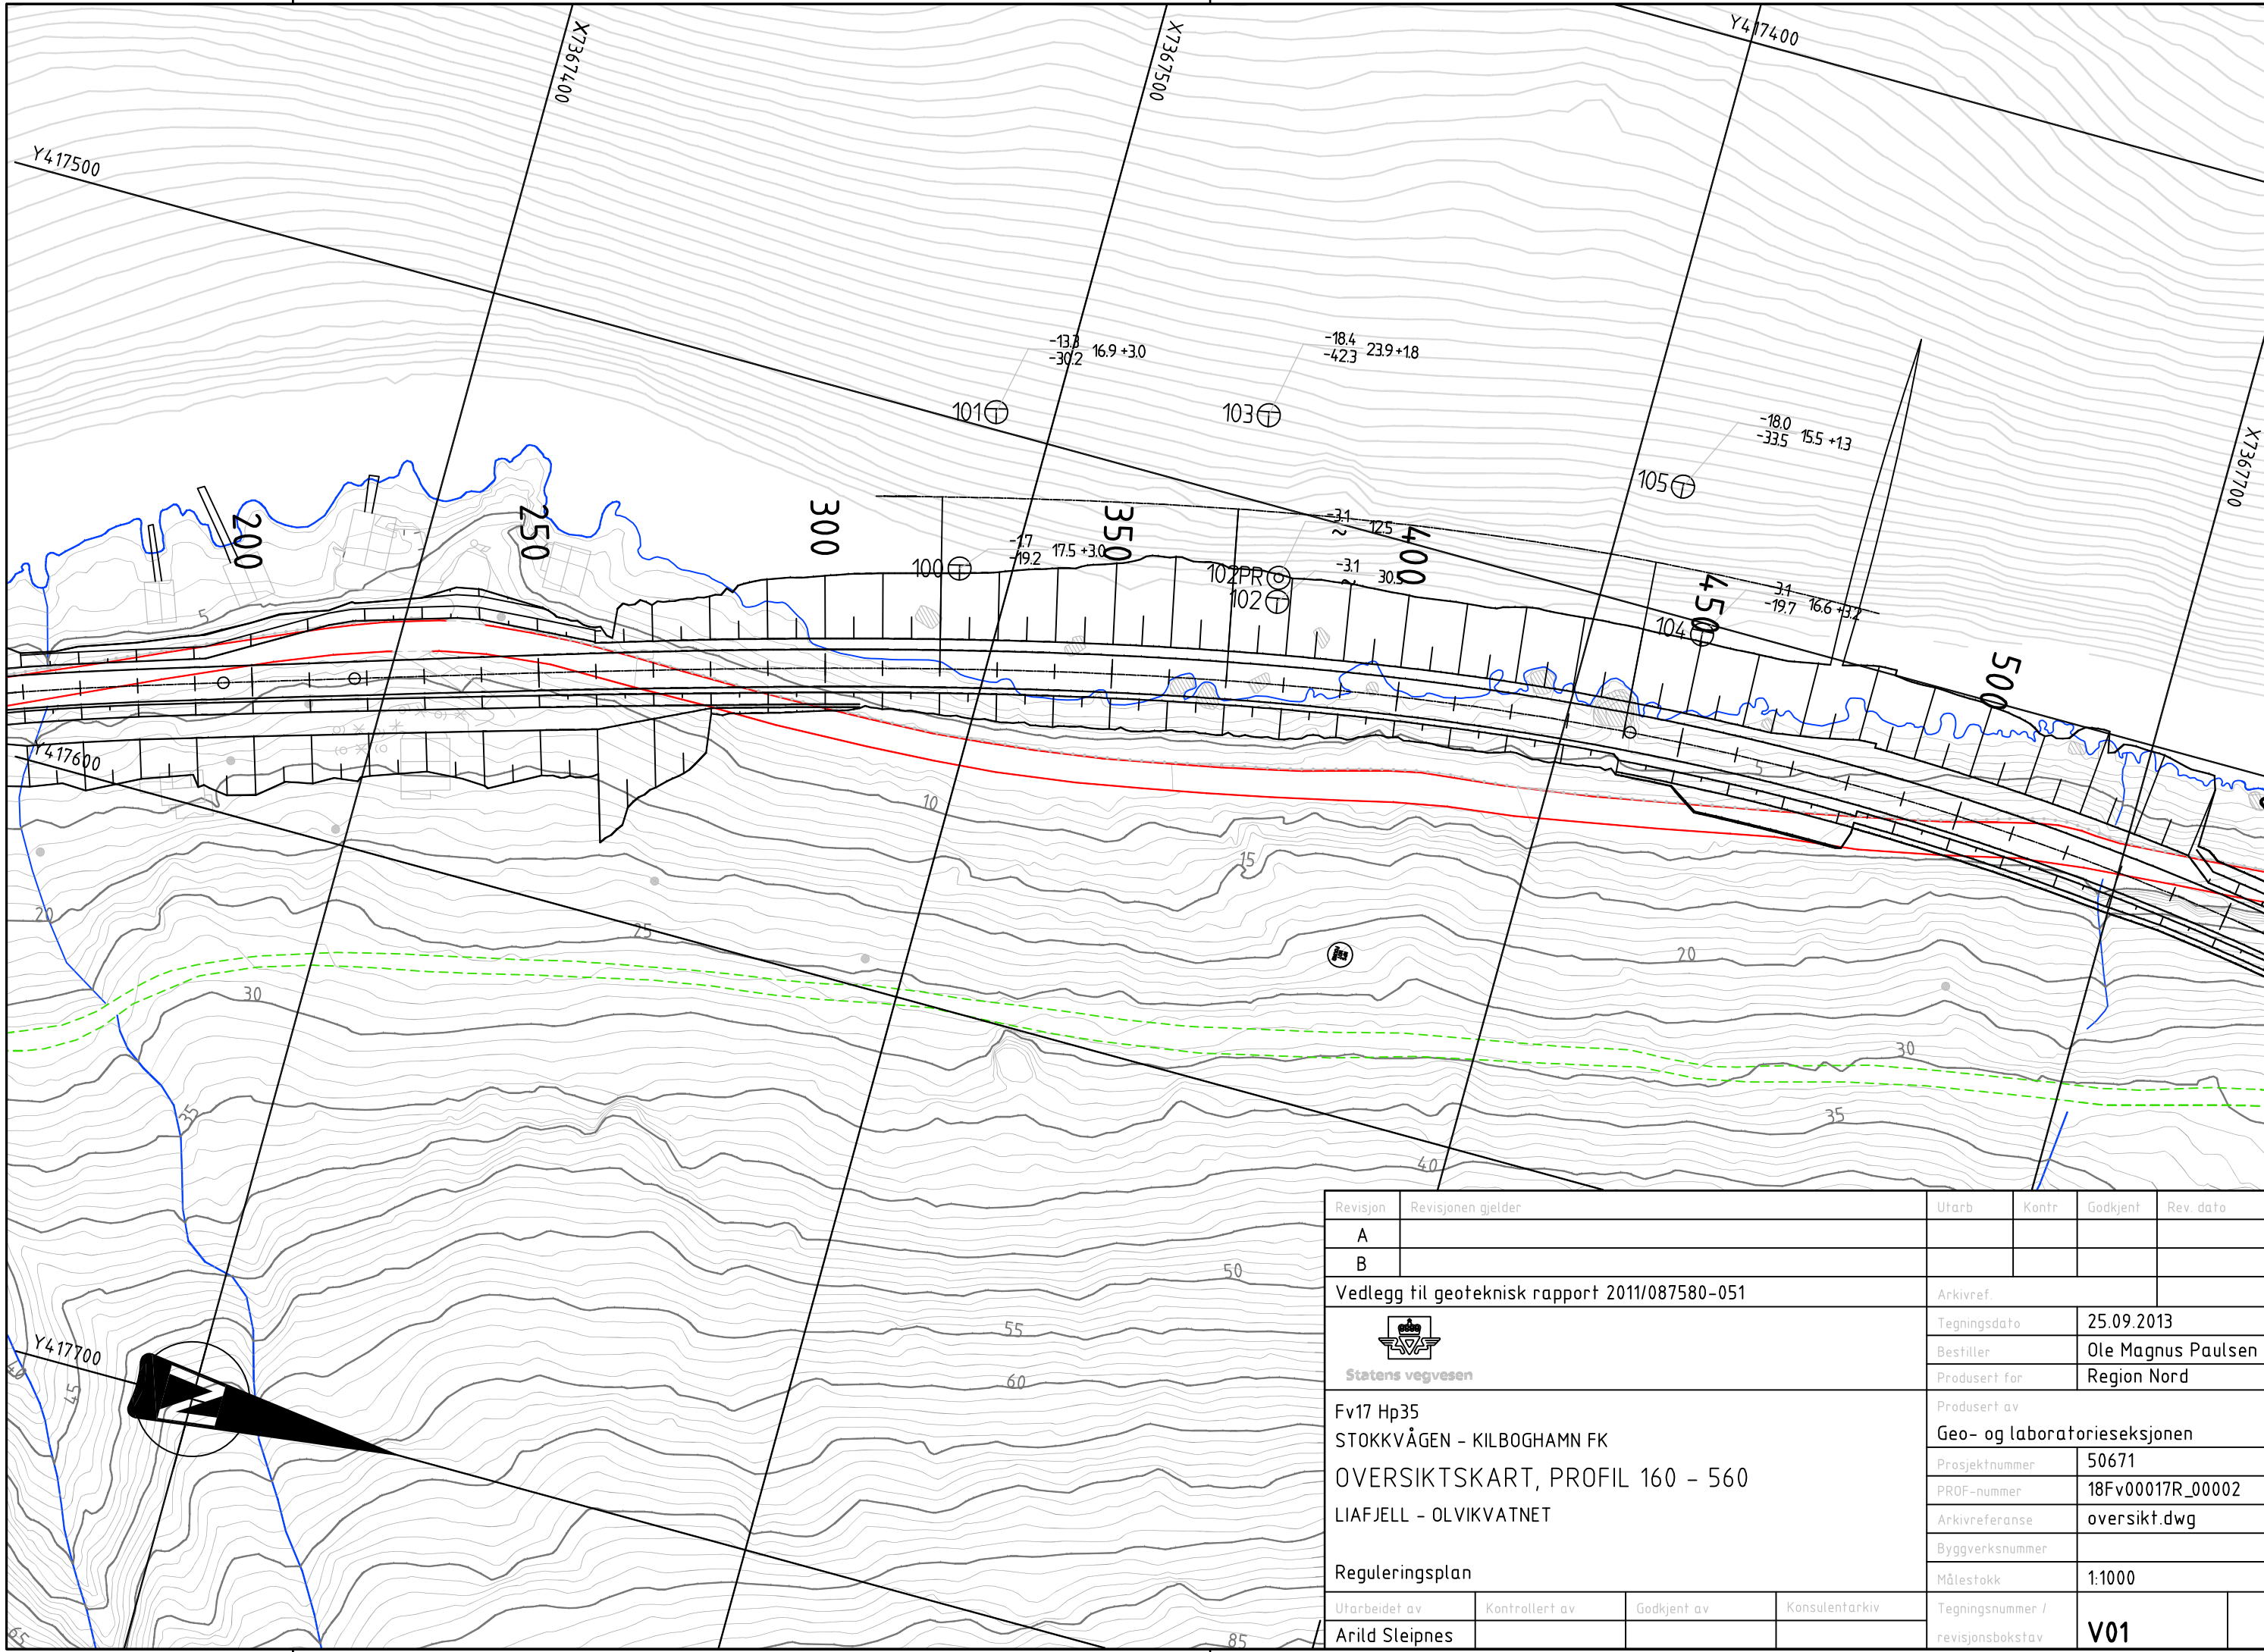 X7367400
X7367500
Y417400
Y417500
X7367700
-13.3
-30.2 16.9 +3.0
-18.4
-42.3 23.9 +1.8
101
103
-18.0
-33.5 15.5 +1.3
105
200
250
300
350
400
450
500
-3.1 12.5
-1.7
-19.2 17.5 +3.0
100
102PR
102
-3.1
-3.1
-19.7 16.6 +3.2
104
5
5
Y417600
10
15
20
25
20
30
30
35
35
40
50
55
60
Y417700
40
45
65
85
N
Revisjon Revisjonen gjelder Utarb Kontr Godkjent Rev. dato
A
B
Vedlegg til geoteknisk rapport 2011/087580-051
Arkivref.
Statens vegvesen
Tegningsdato 25.09.2013
Bestiller Ole Magnus Paulsen
Produsert for Region Nord
Fv17 Hp35
STOKKVÅGEN - KILBOGHAMN FK
OVERSIKTSKART, PROFIL 160 - 560
LIAFJELL - OLVIKVATNET
Reguleringsplan
Produsert av
Geo- og laboratorieseksjonen
Prosjektnummer 50671
PROF-nummer 18Fv00017R_00002
Arkivreferanse oversikt.dwg
Byggverksnummer
Målestokk 1:1000
Utarbeidet av Kontrollert av Godkjent av Konsulentarkiv
Arild Sleipnes
Tegningsnummer /
revisjonsbokstav V01